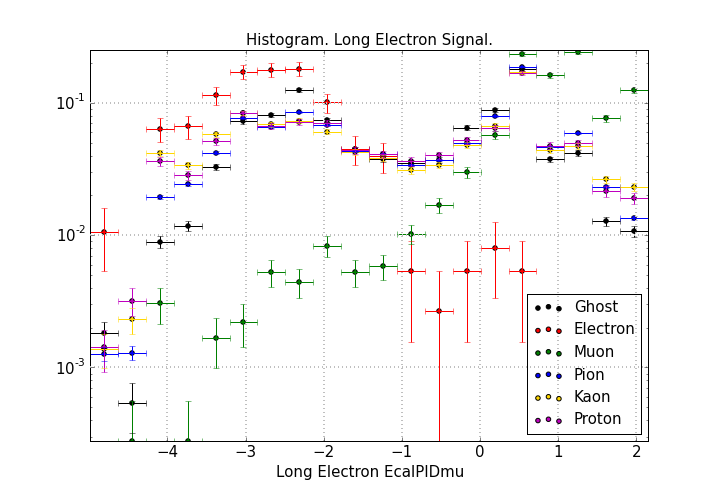 Histogram. Long Electron Signal.
10⁻¹
10⁻²
10⁻³
Ghost
Electron
Muon
Pion
Kaon
Proton
−4 −3 −2 −1 0 1 2
Long Electron EcalPIDmu